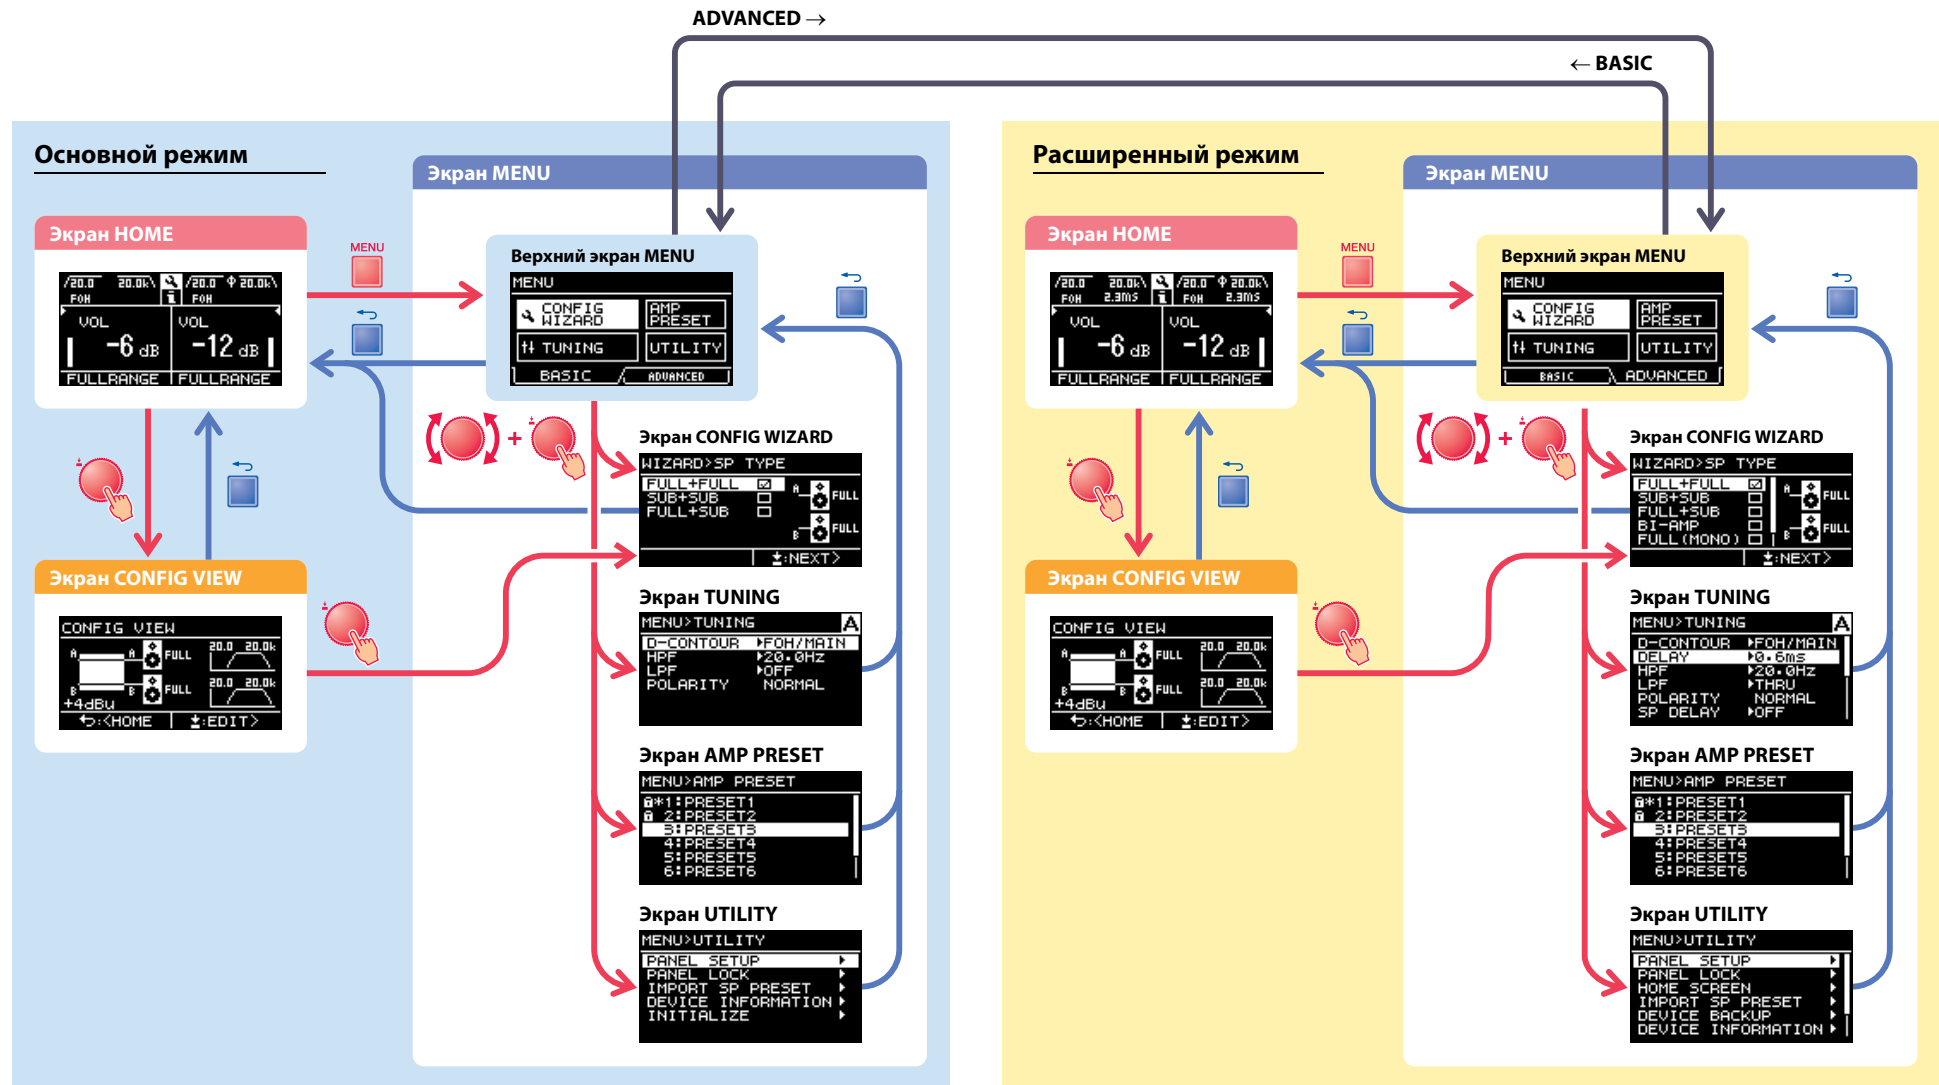 ADVANCED →
← BASIC
Основной режим
Экран MENU
Экран HOME
MENU
/20.0 20.0k\ /20.0 Φ 20.0k\
FOH i FOH
VOL VOL
-6 dB -12 dB
FULLRANGE FULLRANGE
Верхний экран MENU
MENU
CONFIG WIZARD
AMP PRESET
TUNING
UTILITY
BASIC ADVANCED
+
Экран CONFIG WIZARD
WIZARD>SP TYPE
FULL+FULL
SUB+SUB
FULL+SUB
A FULL
B FULL
:NEXT>
Экран CONFIG VIEW
CONFIG VIEW
A A FULL 20.0 20.0k
B B FULL 20.0 20.0k
+4dBu
:<HOME :EDIT>
Экран TUNING
MENU>TUNING A
D-CONTOUR ▸FOH/MAIN
HPF ▸20.0Hz
LPF ▸OFF
POLARITY NORMAL
Экран AMP PRESET
MENU>AMP PRESET
*1:PRESET1
2:PRESET2
3:PRESET3
4:PRESET4
5:PRESET5
6:PRESET6
Экран UTILITY
MENU>UTILITY
PANEL SETUP
PANEL LOCK
IMPORT SP PRESET
DEVICE INFORMATION
INITIALIZE
Расширенный режим
Экран MENU
Экран HOME
MENU
/20.0 20.0k\ /20.0 Φ 20.0k\
FOH 2.3ms i FOH 2.3ms
VOL VOL
-6 dB -12 dB
FULLRANGE FULLRANGE
Верхний экран MENU
MENU
CONFIG WIZARD
AMP PRESET
TUNING
UTILITY
BASIC ADVANCED
+
Экран CONFIG WIZARD
WIZARD>SP TYPE
FULL+FULL
SUB+SUB
FULL+SUB
BI-AMP
FULL(MONO)
A FULL
B FULL
:NEXT>
Экран CONFIG VIEW
CONFIG VIEW
A A FULL 20.0 20.0k
B B FULL 20.0 20.0k
+4dBu
:<HOME :EDIT>
Экран TUNING
MENU>TUNING A
D-CONTOUR ▸FOH/MAIN
DELAY ▸0.6ms
HPF ▸20.0Hz
LPF ▸THRU
POLARITY NORMAL
SP DELAY ▸OFF
Экран AMP PRESET
MENU>AMP PRESET
*1:PRESET1
2:PRESET2
3:PRESET3
4:PRESET4
5:PRESET5
6:PRESET6
Экран UTILITY
MENU>UTILITY
PANEL SETUP
PANEL LOCK
HOME SCREEN
IMPORT SP PRESET
DEVICE BACKUP
DEVICE INFORMATION